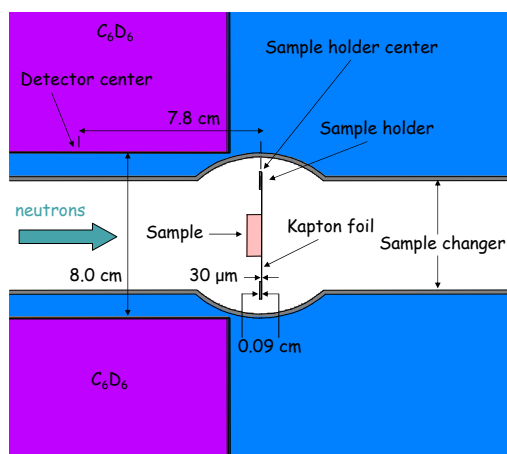 C₆D₆
Sample holder center
Detector center
7.8 cm
Sample holder
neutrons
Sample
Kapton foil
Sample changer
8.0 cm
30 μm
0.09 cm
C₆D₆